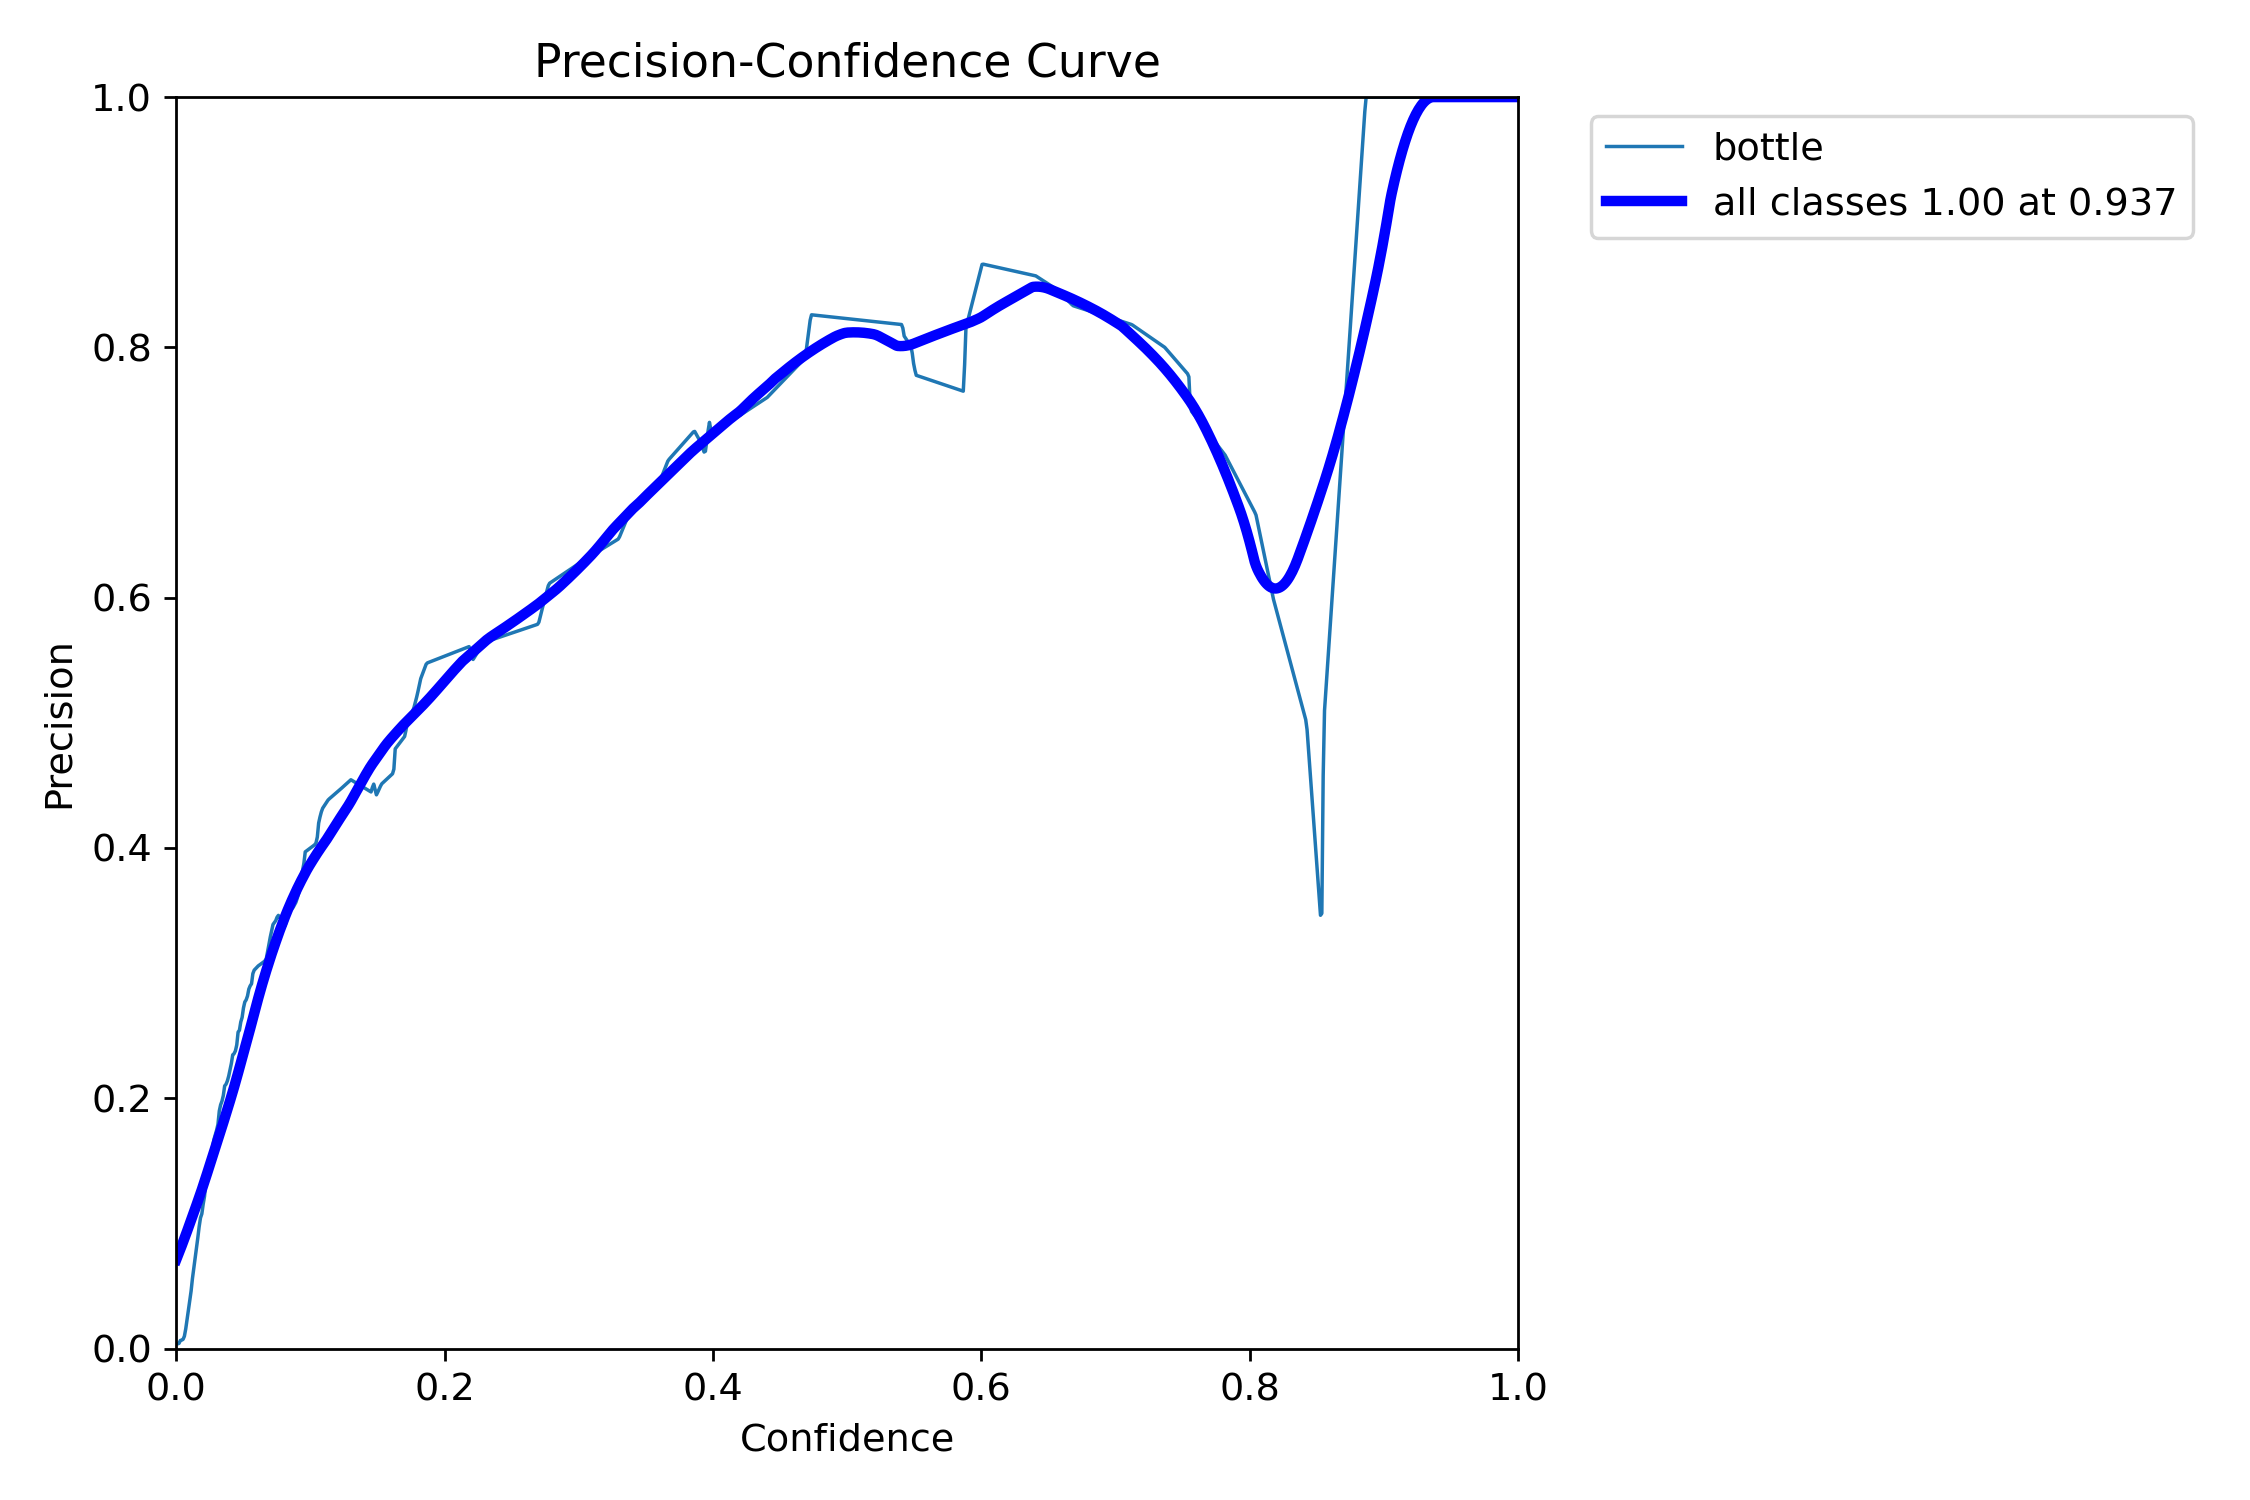 Precision-Confidence Curve
1.0
0.8
0.6
0.4
0.2
0.0
Precision
0.0 0.2 0.4 0.6 0.8 1.0
Confidence
bottle
all classes 1.00 at 0.937